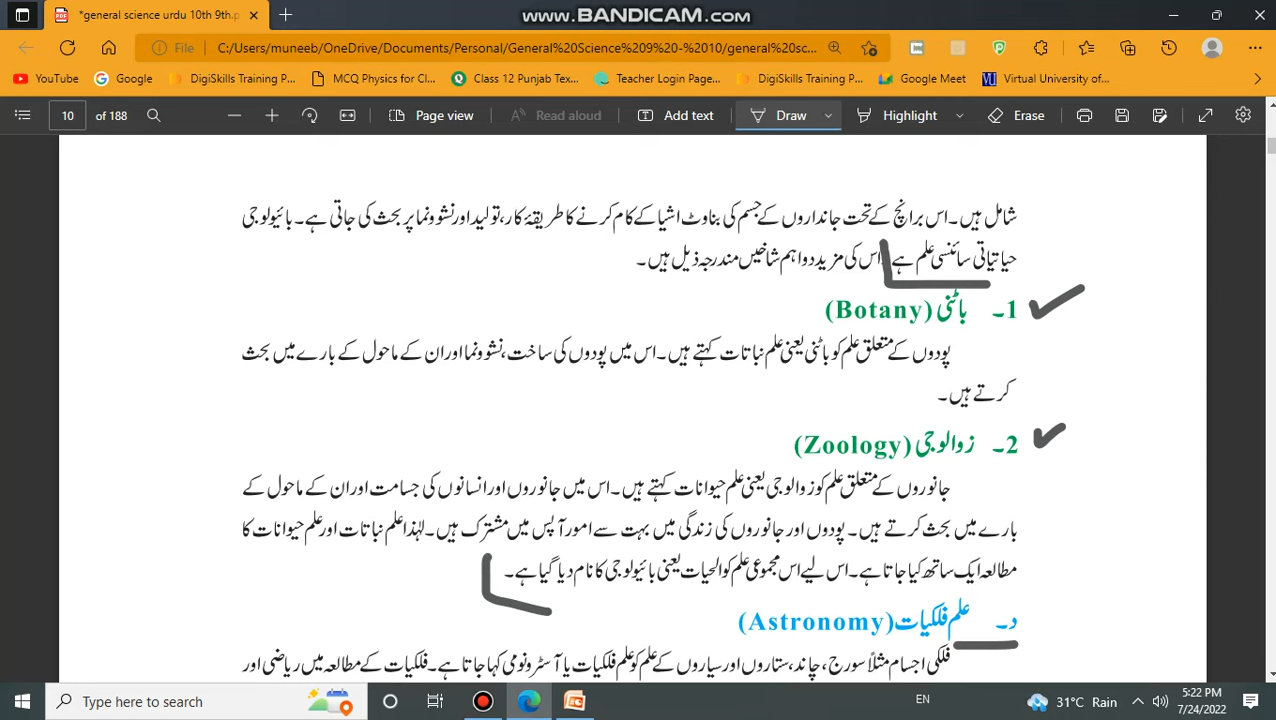 *general science urdu 10th 9th.p
www.BANDICAM.com
File
C:/Users/muneeb/OneDrive/Documents/Personal/General%20Science%209%20-%2010/general%20sc...
YouTube
Google
DigiSkills Training P...
MCQ Physics for Cl...
Class 12 Punjab Tex...
Teacher Login Page...
DigiSkills Training P...
Google Meet
Virtual University of...
10 of 188
Page view
Read aloud
Add text
Draw
Highlight
Erase
شامل ہیں۔ اس برانچ کے تحت جانداروں کے جسم کی بناوٹ اشیا کے کام کرنے کا طریقۂ کار، تولید اور نشوونما پر بحث کی جاتی ہے۔ بائیولوجی
حیاتیاتی سائنسی علم ہے اس کی مزید دو اہم شاخیں مندرجہ ذیل ہیں۔
1۔ باٹنی (Botany)
پودوں کے متعلق علم کو باٹنی یعنی علم نباتات کہتے ہیں۔ اس میں پودوں کی ساخت، نشوونما اور ان کے ماحول کے بارے میں بحث
کرتے ہیں۔
2۔ زوالوجی (Zoology)
جانوروں کے متعلق علم کو زوالوجی یعنی علم حیوانات کہتے ہیں۔ اس میں جانوروں اور انسانوں کی جسامت اور ان کے ماحول کے
بارے میں بحث کرتے ہیں۔ پودوں اور جانوروں کی زندگی میں بہت سے امور آپس میں مشترک ہیں۔ لہٰذا علم نباتات اور علم حیوانات کا
مطالعہ ایک ساتھ کیا جاتا ہے۔ اس لیے اس مجموعی علم کو الحیات یعنی بائیولوجی کا نام دیا گیا ہے۔
د۔ علم فلکیات (Astronomy)
فلکی اجسام مثلاً سورج، چاند، ستاروں اور سیاروں کے علم کو علم فلکیات یا آسٹرونومی کہا جاتا ہے۔ فلکیات کے مطالعہ میں ریاضی اور
Type here to search
EN
31°C Rain
5:22 PM
7/24/2022